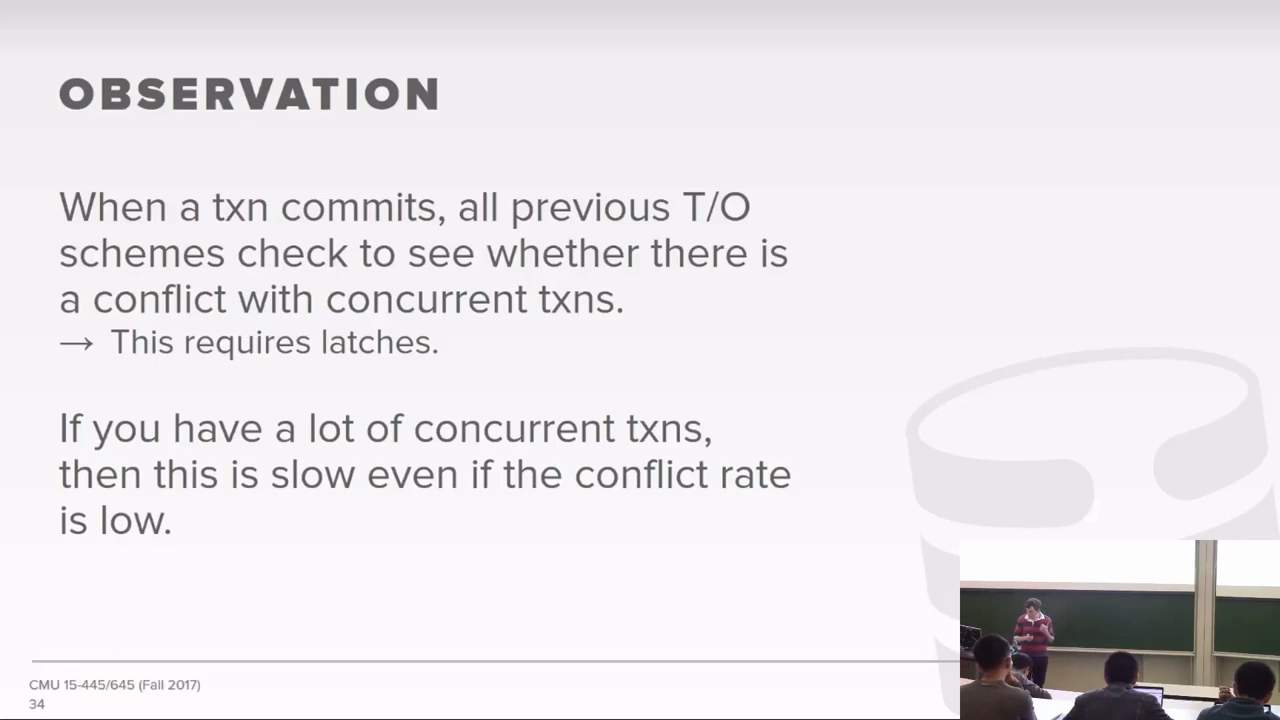 OBSERVATION
When a txn commits, all previous T/O
schemes check to see whether there is
a conflict with concurrent txns.
→ This requires latches.
If you have a lot of concurrent txns,
then this is slow even if the conflict rate
is low.
CMU 15-445/645 (Fall 2017)
34